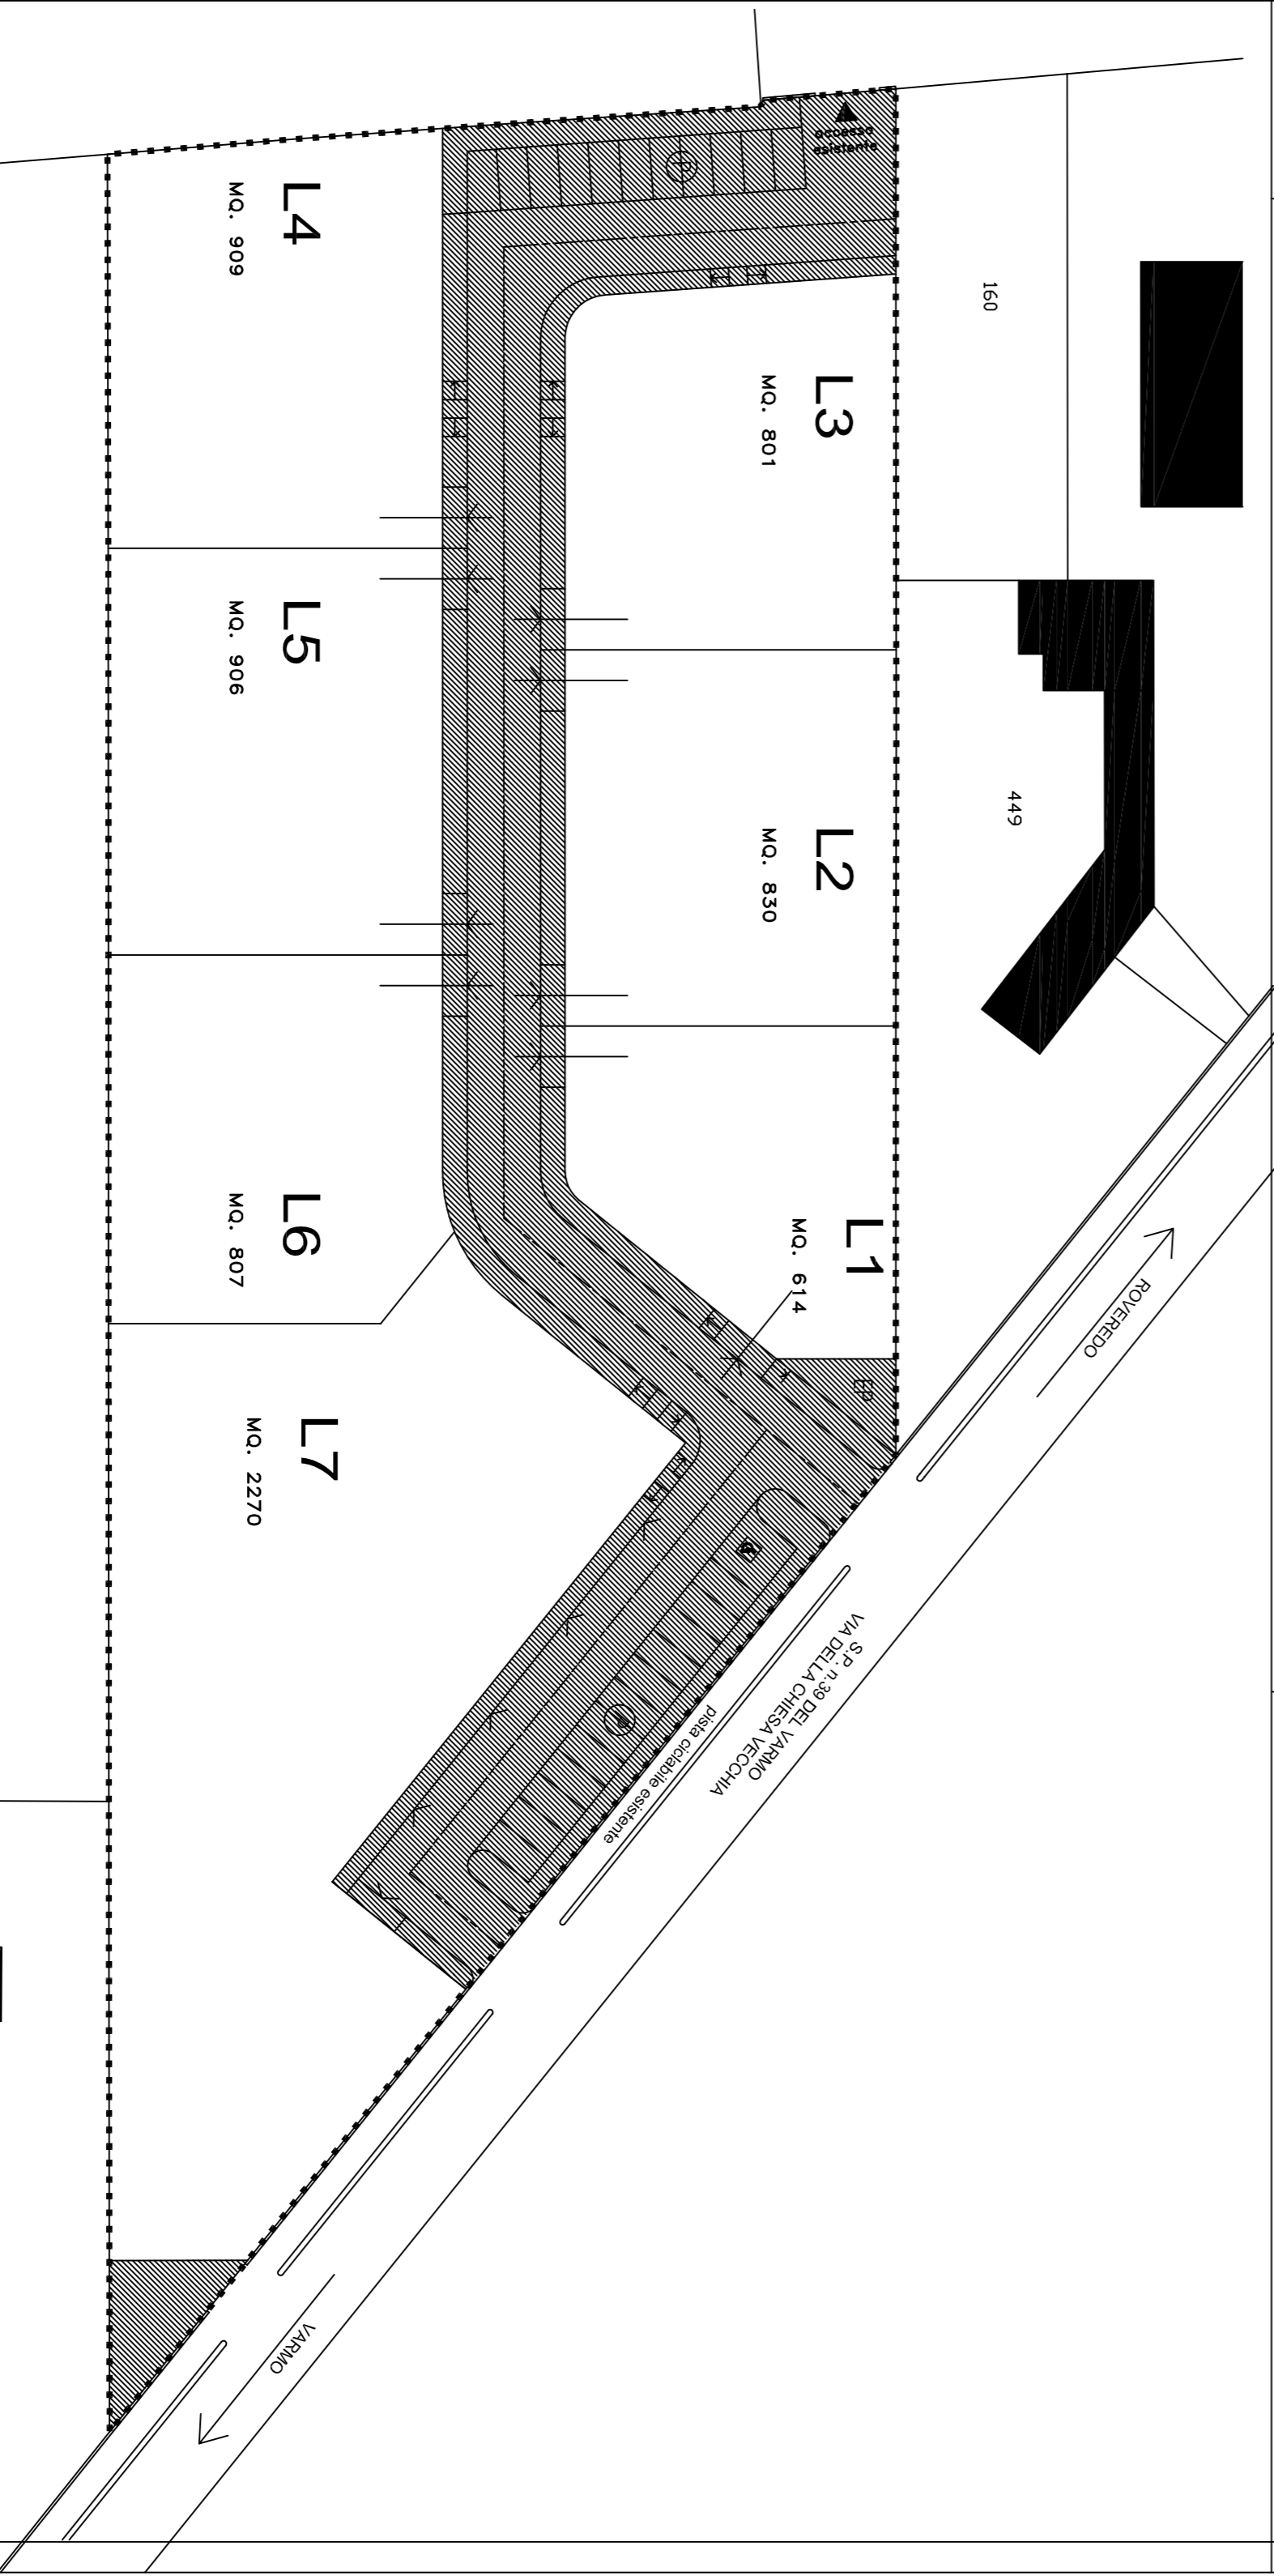 accesso
esistante
P
160
449
L3
MQ. 801
L2
MQ. 830
L1
MQ. 614
EP
L4
MQ. 909
L5
MQ. 906
L6
MQ. 807
L7
MQ. 2270
ROVEREDO
S.P. n.39 DEL VARMO
VIA DELLA CHIESA VECCHIA
pista ciclabile esistente
VARMO